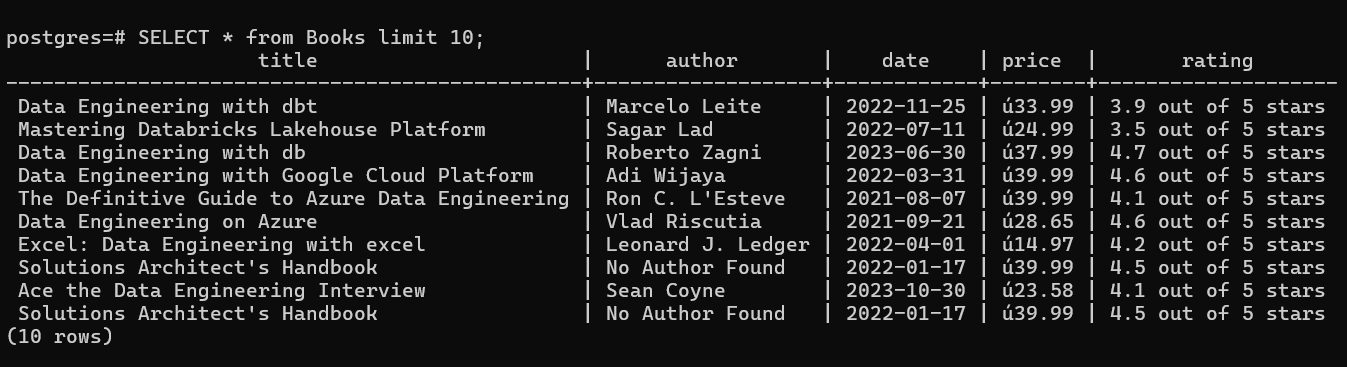 postgres=# SELECT * from Books limit 10;
                     title                      |      author       |    date    | price  |       rating
------------------------------------------------+-------------------+------------+--------+--------------------
 Data Engineering with dbt                      | Marcelo Leite     | 2022-11-25 | ú33.99 | 3.9 out of 5 stars
 Mastering Databricks Lakehouse Platform        | Sagar Lad         | 2022-07-11 | ú24.99 | 3.5 out of 5 stars
 Data Engineering with db                       | Roberto Zagni     | 2023-06-30 | ú37.99 | 4.7 out of 5 stars
 Data Engineering with Google Cloud Platform    | Adi Wijaya        | 2022-03-31 | ú39.99 | 4.6 out of 5 stars
 The Definitive Guide to Azure Data Engineering | Ron C. L'Esteve   | 2021-08-07 | ú39.99 | 4.1 out of 5 stars
 Data Engineering on Azure                      | Vlad Riscutia     | 2021-09-21 | ú28.65 | 4.6 out of 5 stars
 Excel: Data Engineering with excel             | Leonard J. Ledger | 2022-04-01 | ú14.97 | 4.2 out of 5 stars
 Solutions Architect's Handbook                 | No Author Found   | 2022-01-17 | ú39.99 | 4.5 out of 5 stars
 Ace the Data Engineering Interview             | Sean Coyne        | 2023-10-30 | ú23.58 | 4.1 out of 5 stars
 Solutions Architect's Handbook                 | No Author Found   | 2022-01-17 | ú39.99 | 4.5 out of 5 stars
(10 rows)